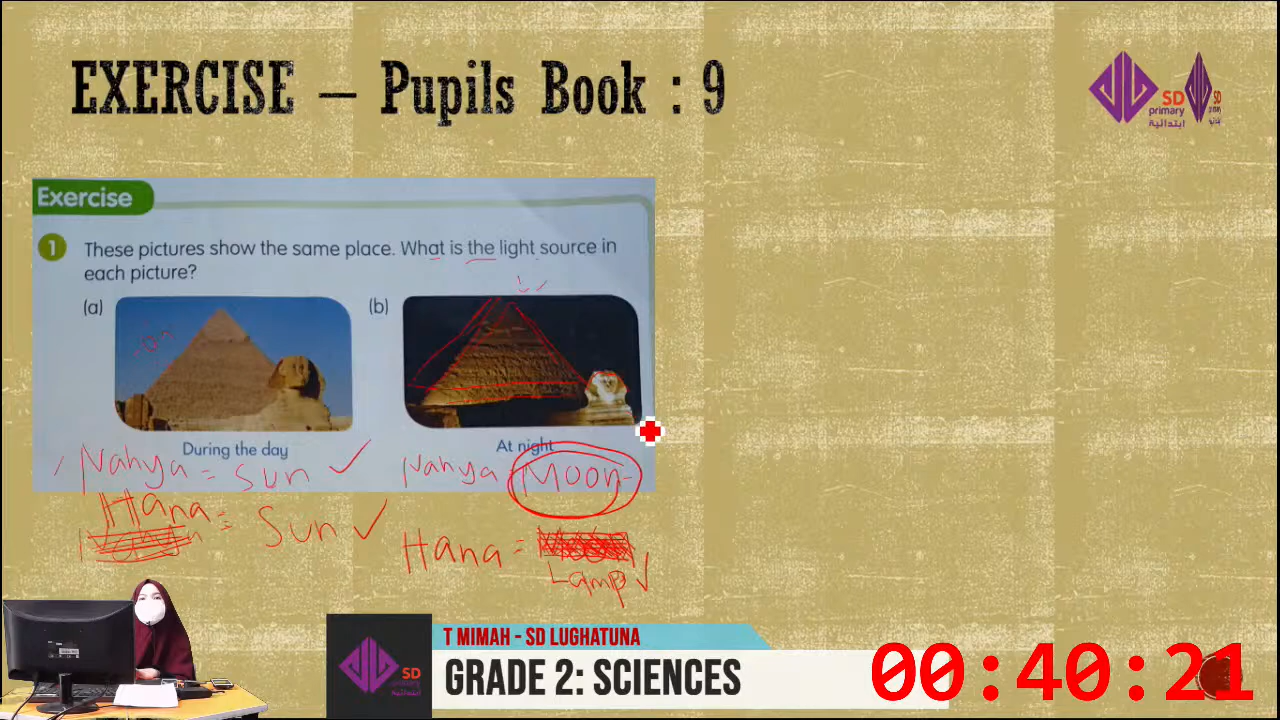 EXERCISE – Pupils Book : 9
SD
primary
ابتدائية
Exercise
1 These pictures show the same place. What is the light source in
each picture?
(a)
(b)
During the day
At night
Nahya = Sun ✓
Nahya Moon
Hana = Sun ✓
Hana =
Lamp ✓
T MIMAH - SD LUGHATUNA
GRADE 2: SCIENCES
SD
primary
ابتدائية
00:40:21